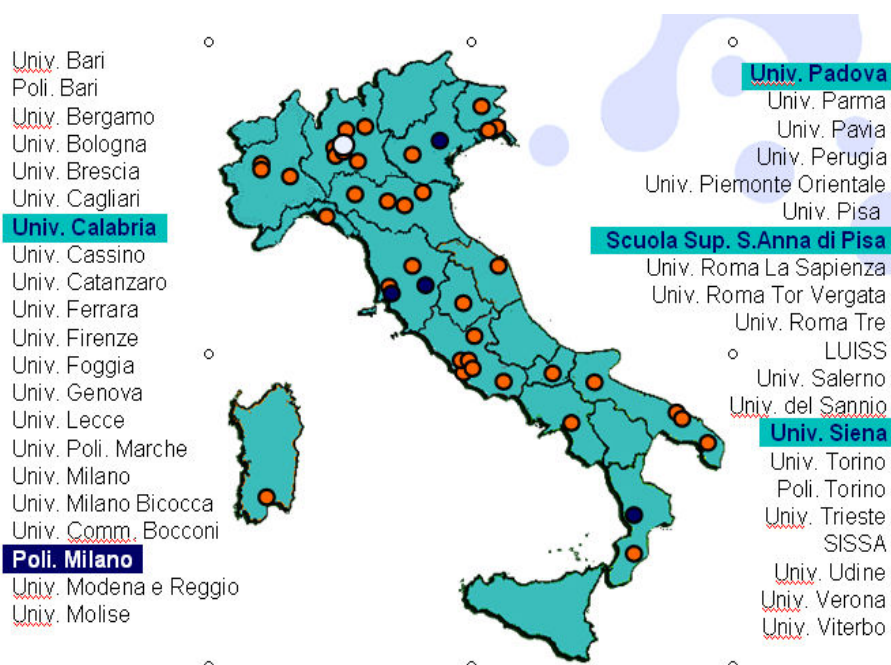 Univ. Bari
Poli. Bari
Univ. Bergamo
Univ. Bologna
Univ. Brescia
Univ. Cagliari
Univ. Calabria
Univ. Cassino
Univ. Catanzaro
Univ. Ferrara
Univ. Firenze
Univ. Foggia
Univ. Genova
Univ. Lecce
Univ. Poli. Marche
Univ. Milano
Univ. Milano Bicocca
Univ. Comm. Bocconi
Poli. Milano
Univ. Modena e Reggio
Univ. Molise
Univ. Padova
Univ. Parma
Univ. Pavia
Univ. Perugia
Univ. Piemonte Orientale
Univ. Pisa
Scuola Sup. S.Anna di Pisa
Univ. Roma La Sapienza
Univ. Roma Tor Vergata
Univ. Roma Tre
LUISS
Univ. Salerno
Univ. del Sannio
Univ. Siena
Univ. Torino
Poli. Torino
Univ. Trieste
SISSA
Univ. Udine
Univ. Verona
Univ. Viterbo